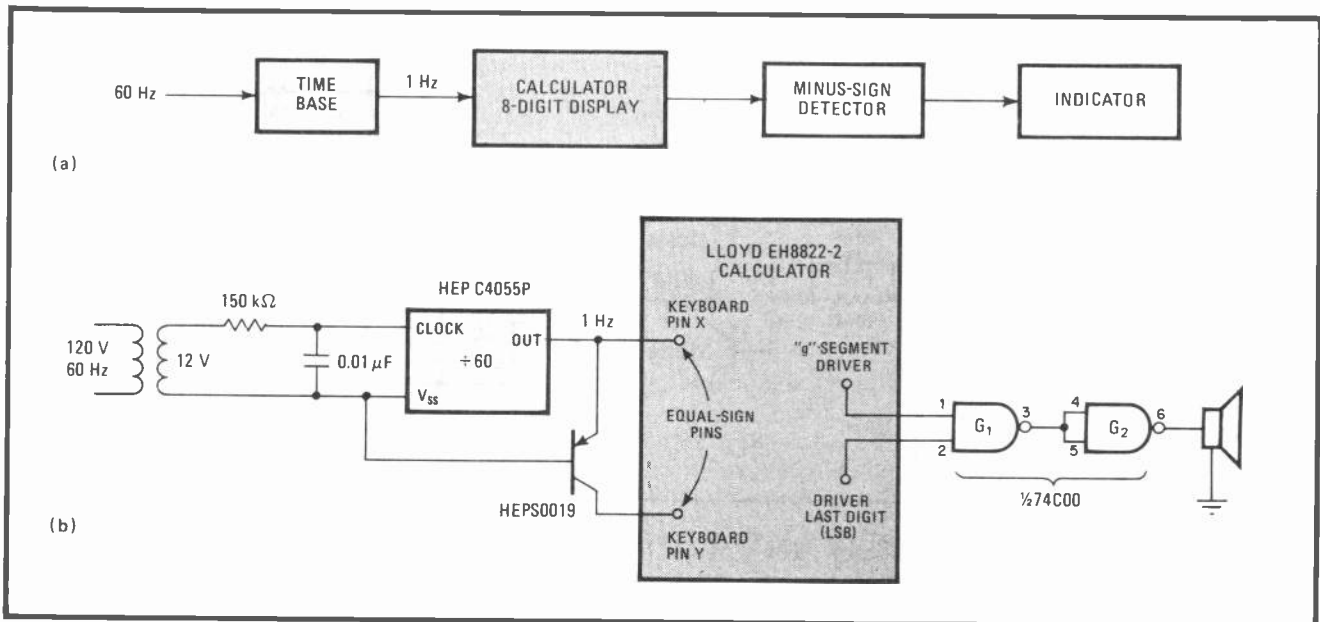 60 Hz
TIME
BASE
1 Hz
CALCULATOR
8-DIGIT DISPLAY
MINUS-SIGN
DETECTOR
INDICATOR
(a)
120 V
60 Hz
12 V
150 kΩ
0.01 μF
HEP C4055P
CLOCK
OUT
÷60
VSS
1 Hz
HEPS0019
LLOYD EH8822-2
CALCULATOR
KEYBOARD
PIN X
"g"-SEGMENT
DRIVER
EQUAL-SIGN
PINS
DRIVER
LAST DIGIT
(LSB)
KEYBOARD
PIN Y
1
2
G1
3
4
5
G2
6
½74C00
(b)